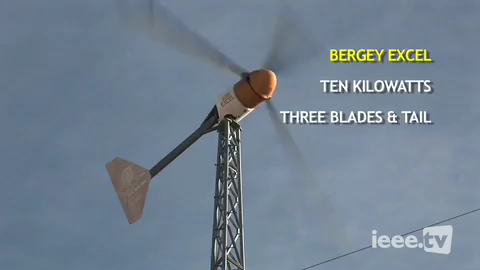 BERGEY EXCEL
TEN KILOWATTS
THREE BLADES & TAIL
ieee.tv